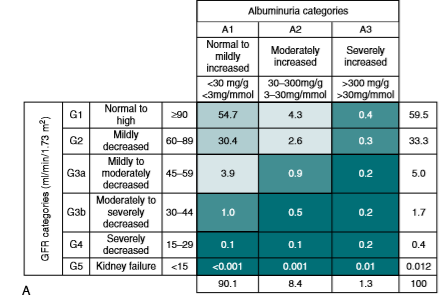 Albuminuria categories
A1 A2 A3
Normal to mildly increased Moderately increased Severely increased
<30 mg/g <3mg/mmol 30–300mg/g 3–30mg/mmol >300 mg/g >30mg/mmol
GFR categories (ml/min/1.73 m²)
G1 Normal to high ≥90 54.7 4.3 0.4 59.5
G2 Mildly decreased 60–89 30.4 2.6 0.3 33.3
G3a Mildly to moderately decreased 45–59 3.9 0.9 0.2 5.0
G3b Moderately to severely decreased 30–44 1.0 0.5 0.2 1.7
G4 Severely decreased 15–29 0.1 0.1 0.2 0.4
G5 Kidney failure <15 <0.001 0.001 0.01 0.012
90.1 8.4 1.3 100
A